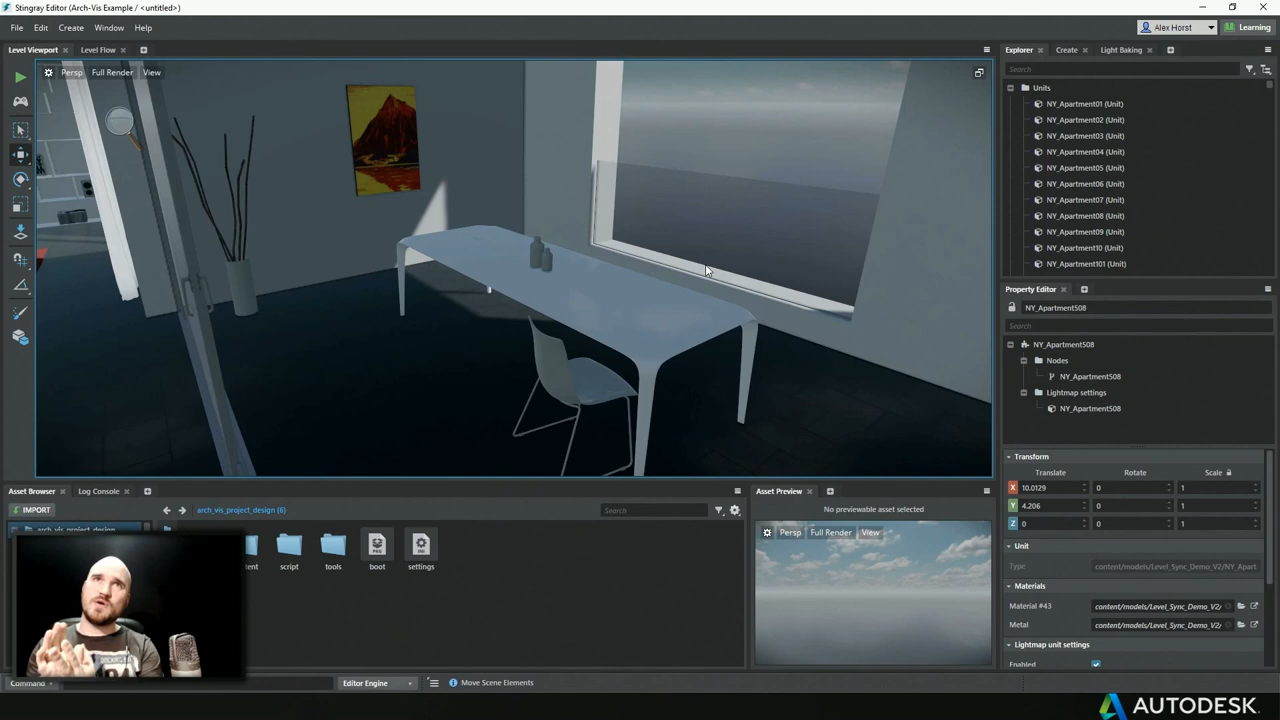 Stingray Editor (Arch-Vis Example / <untitled>)
File Edit Create Window Help
Alex Horst
Learning
Level Viewport
Level Flow
Explorer
Create
Light Baking
Persp
Full Render
View
Search
Units
NY_Apartment01 (Unit)
NY_Apartment02 (Unit)
NY_Apartment03 (Unit)
NY_Apartment04 (Unit)
NY_Apartment05 (Unit)
NY_Apartment06 (Unit)
NY_Apartment07 (Unit)
NY_Apartment08 (Unit)
NY_Apartment09 (Unit)
NY_Apartment10 (Unit)
NY_Apartment101 (Unit)
Property Editor
NY_Apartment508
Search
NY_Apartment508
Nodes
NY_Apartment508
Lightmap settings
NY_Apartment508
Transform
Translate Rotate Scale
X 10.0129 0 1
Y 4.206 0 1
Z 0 0 1
Unit
Type content/models/Level_Sync_Demo_V2/NY_Apart
Materials
Material #43 content/models/Level_Sync_Demo_V2/
Metal content/models/Level_Sync_Demo_V2/
Lightmap unit settings
Enabled
Asset Browser
Log Console
IMPORT
arch_vis_project_design (6)
Search
arch_vis_project_design
tent
script
tools
boot
settings
Asset Preview
No previewable asset selected
Persp
Full Render
View
Command
Editor Engine
Move Scene Elements
AUTODESK.